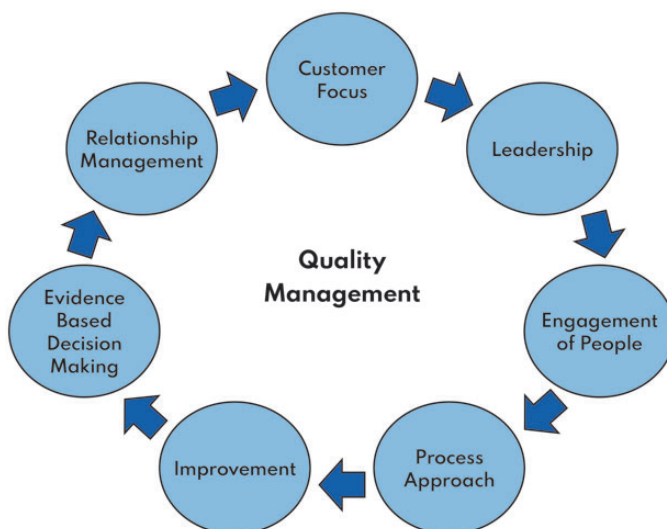 Customer
Focus
Leadership
Engagement
of People
Process
Approach
Improvement
Evidence
Based
Decision
Making
Relationship
Management
Quality
Management